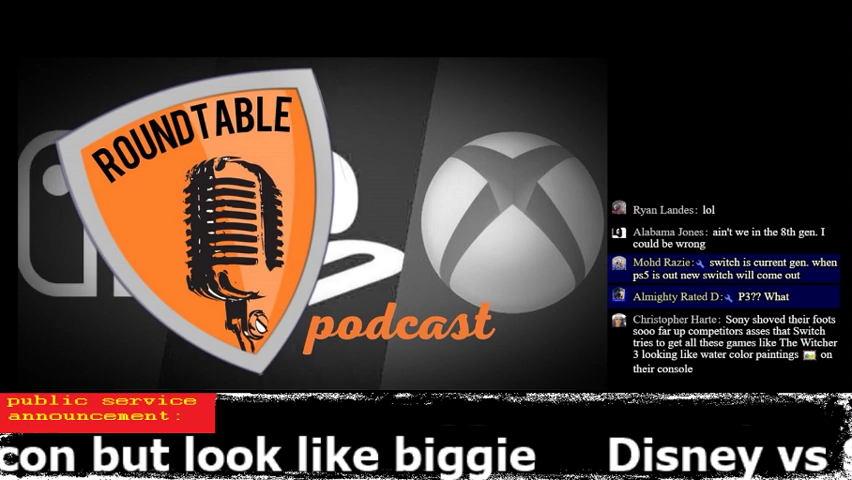 ROUNDTABLE
podcast
Ryan Landes: lol
Alabama Jones: ain't we in the 8th gen. I
could be wrong
Mohd Razie: switch is current gen. when
ps5 is out new switch will come out
Almighty Rated D: P3?? What
Christopher Harte: Sony shoved their foots
sooo far up competitors asses that Switch
tries to get all these games like The Witcher
3 looking like water color paintings on
their console
public service
announcement:
con but look like biggie Disney vs